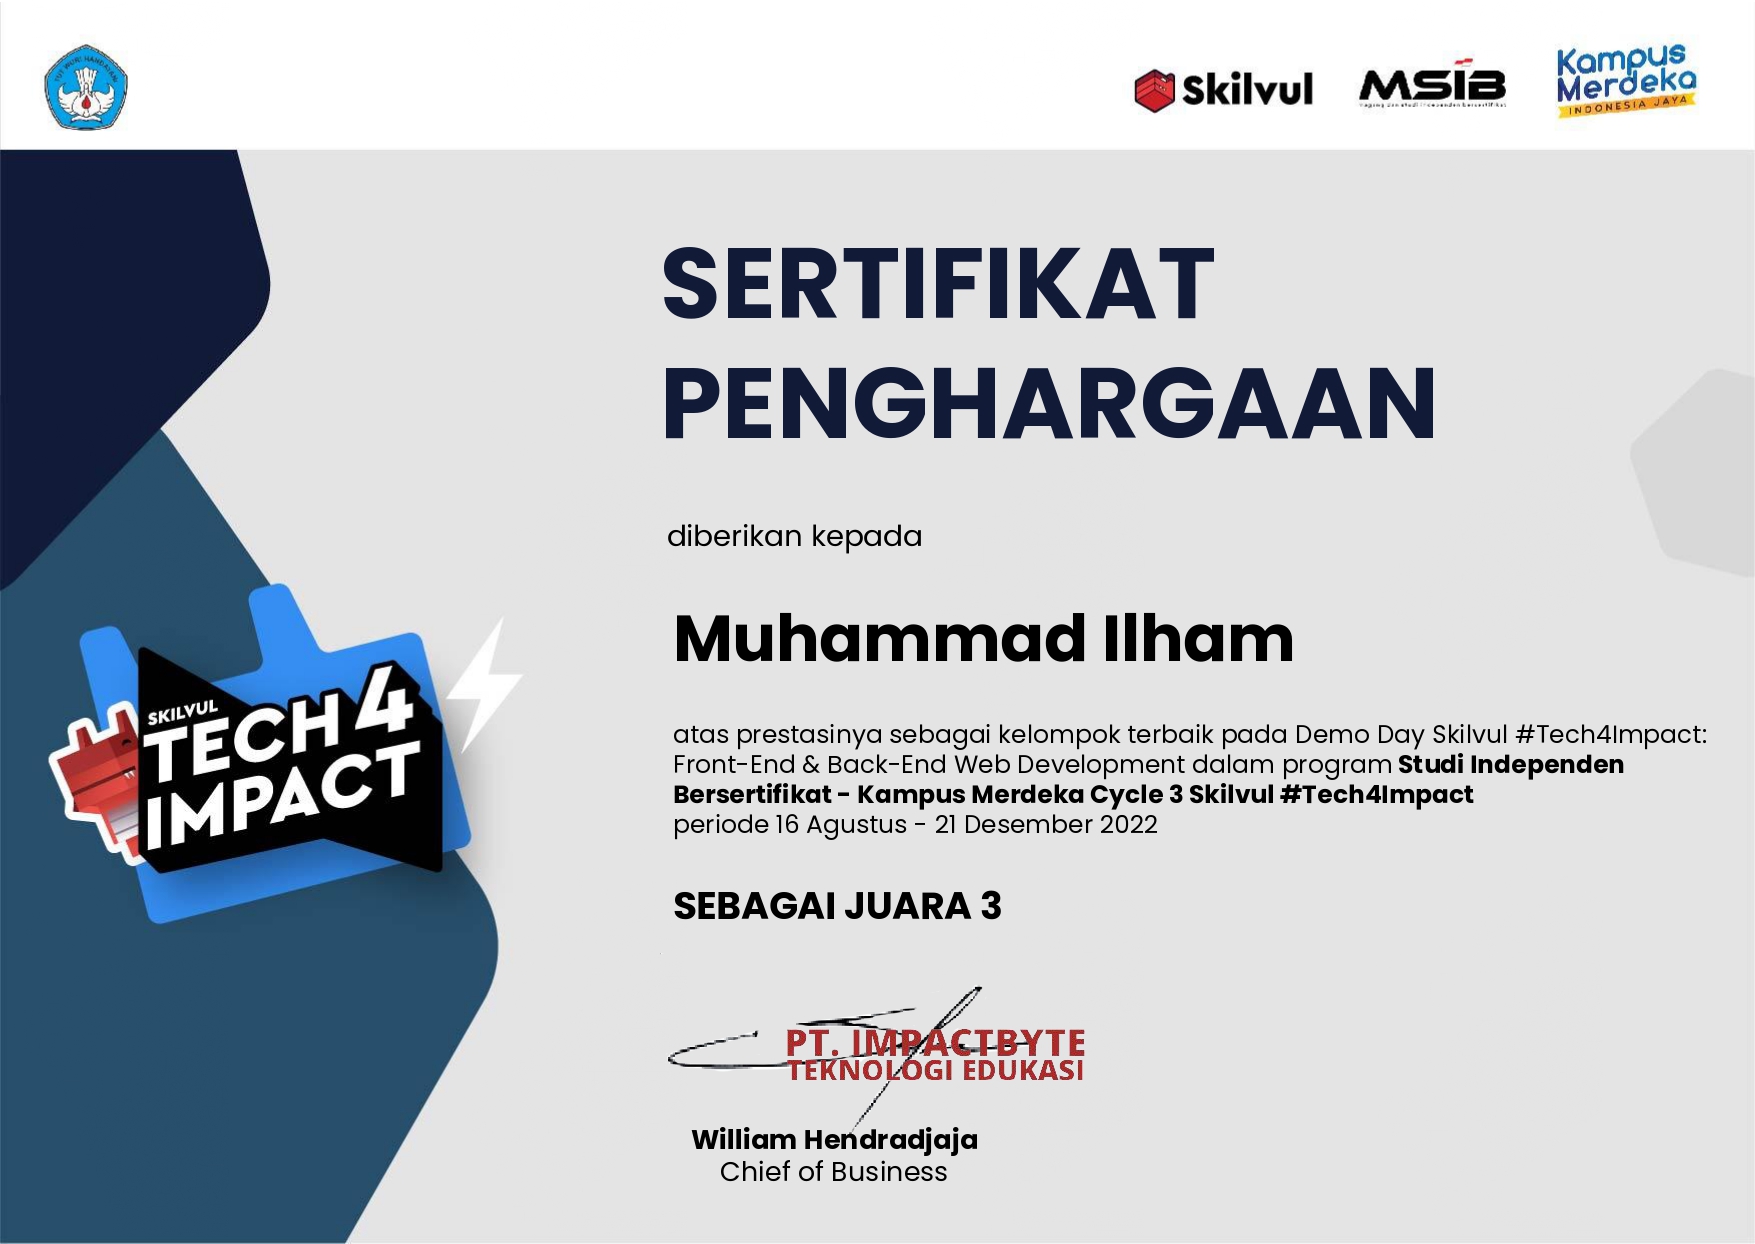 TUT WURI HANDAYANI
Skilvul
MSIB
Kampus
Merdeka
INDONESIA JAYA
SERTIFIKAT
PENGHARGAAN
diberikan kepada
Muhammad Ilham
SKILVUL
TECH 4
IMPACT
atas prestasinya sebagai kelompok terbaik pada Demo Day Skilvul #Tech4Impact:
Front-End & Back-End Web Development dalam program Studi Independen
Bersertifikat - Kampus Merdeka Cycle 3 Skilvul #Tech4Impact
periode 16 Agustus - 21 Desember 2022
SEBAGAI JUARA 3
PT. IMPACTBYTE
TEKNOLOGI EDUKASI
William Hendradjaja
Chief of Business